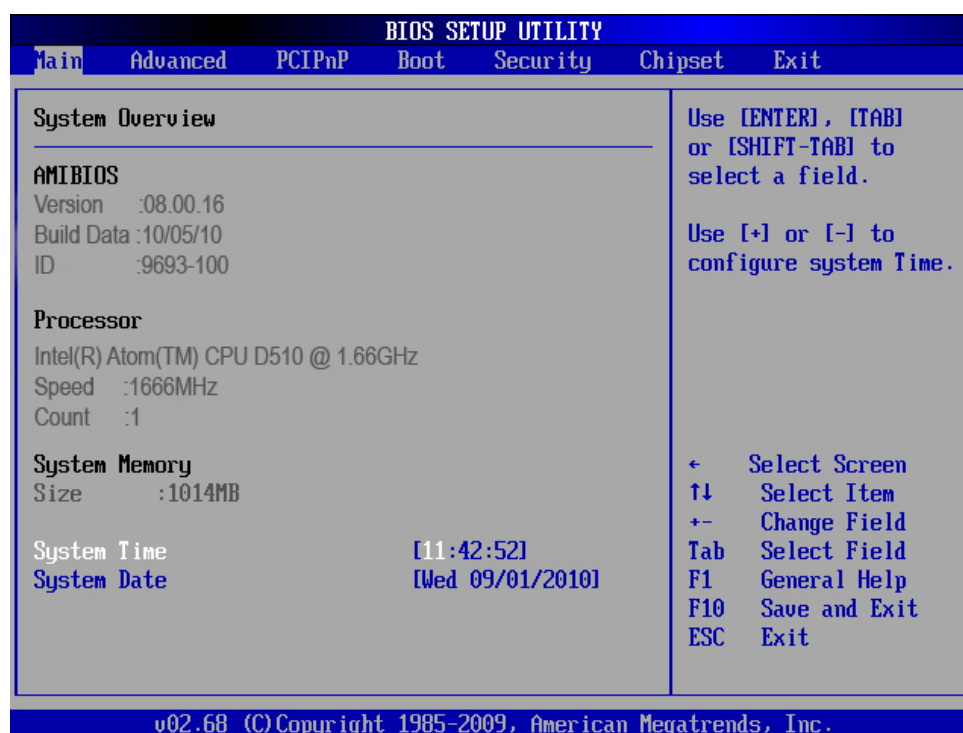 BIOS SETUP UTILITY
Main Advanced PCIPnP Boot Security Chipset Exit
System Overview
AMIBIOS
Version :08.00.16
Build Data :10/05/10
ID :9693-100
Processor
Intel(R) Atom(TM) CPU D510 @ 1.66GHz
Speed :1666MHz
Count :1
System Memory
Size :1014MB
System Time [11:42:52]
System Date [Wed 09/01/2010]
Use [ENTER], [TAB]
or [SHIFT-TAB] to
select a field.
Use [+] or [-] to
configure system Time.
← Select Screen
↑↓ Select Item
+- Change Field
Tab Select Field
F1 General Help
F10 Save and Exit
ESC Exit
v02.68 (C)Copyright 1985-2009, American Megatrends, Inc.